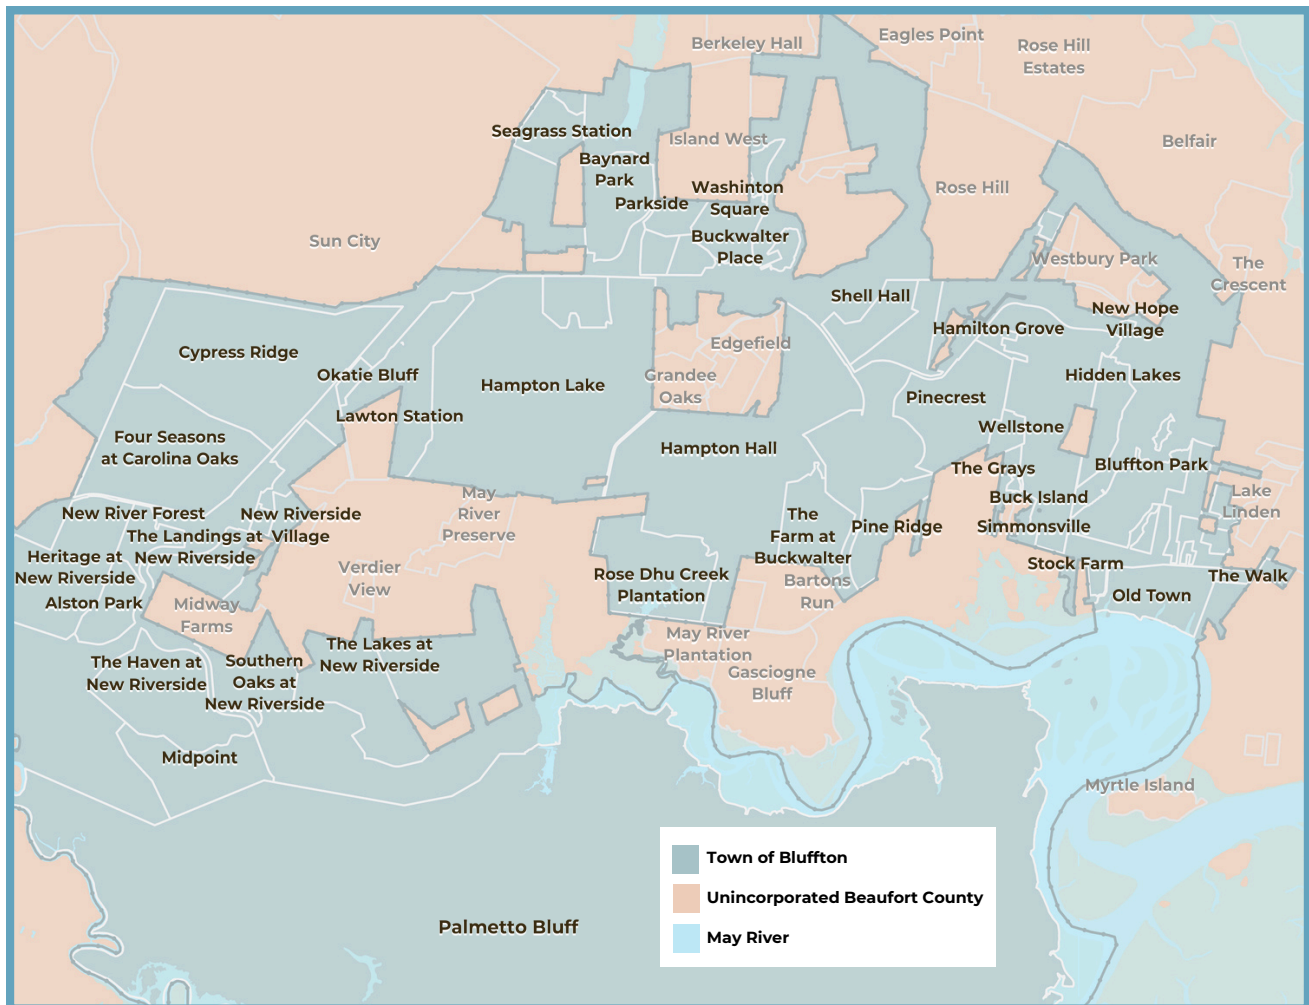 Berkeley Hall
Eagles Point
Rose Hill
Estates
Seagrass Station
Island West
Belfair
Baynard
Park
Washinton
Square
Rose Hill
Parkside
Sun City
Buckwalter
Place
Westbury Park
The
Crescent
Shell Hall
New Hope
Village
Hamilton Grove
Edgefield
Cypress Ridge
Okatie Bluff
Hampton Lake
Grandee
Oaks
Hidden Lakes
Pinecrest
Lawton Station
Wellstone
Four Seasons
at Carolina Oaks
Hampton Hall
The Grays
Bluffton Park
May
River
Preserve
Buck Island
Lake
Linden
New River Forest
New Riverside
Village
The
Farm at
Buckwalter
Pine Ridge
Simmonsville
The Landings at
New Riverside
Heritage at
New Riverside
Verdier
View
Rose Dhu Creek
Plantation
Bartons
Run
Stock Farm
The Walk
Alston Park
Midway
Farms
Old Town
The Lakes at
New Riverside
May River
Plantation
The Haven at
New Riverside
Southern
Oaks at
New Riverside
Gasciogne
Bluff
Midpoint
Myrtle Island
Town of Bluffton
Unincorporated Beaufort County
May River
Palmetto Bluff